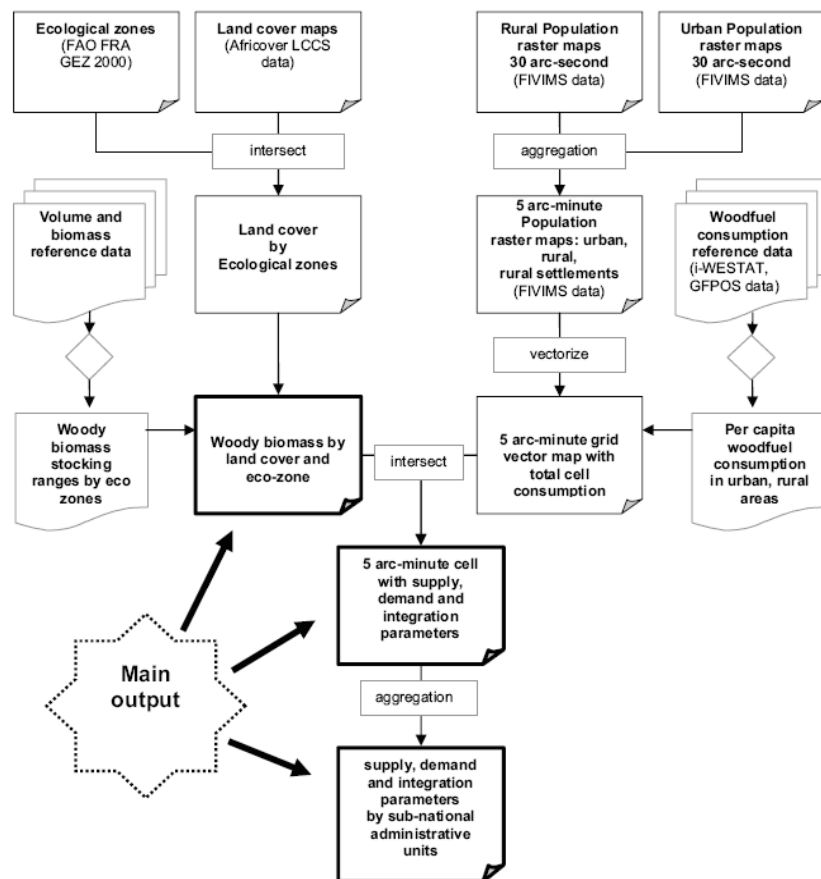 Ecological zones
(FAO FRA
GEZ 2000)
Land cover maps
(Africover LCCS
data)
Rural Population
raster maps
30 arc-second
(FIVIMS data)
Urban Population
raster maps
30 arc-second
(FIVIMS data)
intersect
aggregation
Volume and
biomass
reference data
Land cover
by
Ecological zones
5 arc-minute
Population
raster maps: urban,
rural,
rural settlements
(FIVIMS data)
Woodfuel
consumption
reference data
(i-WESTAT,
GFPOS data)
vectorize
Woody
biomass
stocking
ranges by eco
zones
Woody biomass by
land cover and
eco-zone
intersect
5 arc-minute grid
vector map with
total cell
consumption
Per capita
woodfuel
consumption
in urban, rural
areas
5 arc-minute cell
with supply,
demand and
integration
parameters
Main
output
aggregation
supply, demand
and integration
parameters
by sub-national
administrative
units